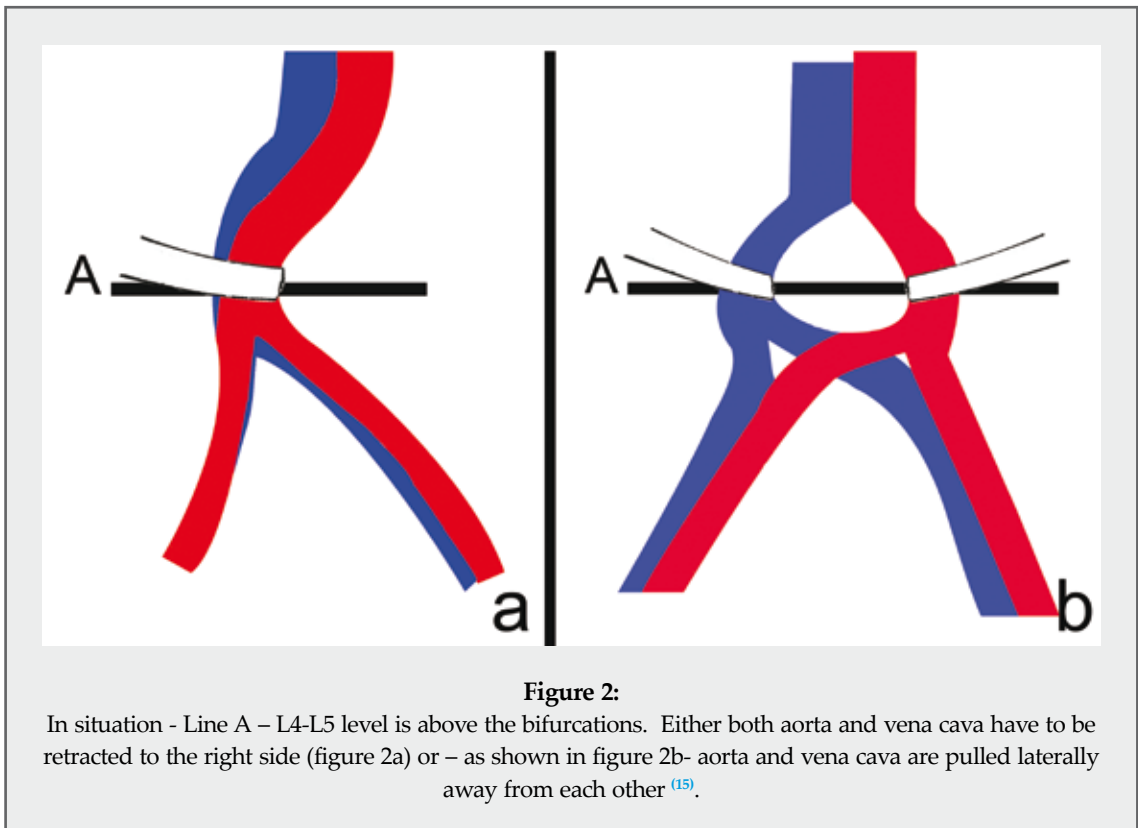 A
a
A
b
Figure 2:
In situation - Line A – L4-L5 level is above the bifurcations. Either both aorta and vena cava have to be
retracted to the right side (figure 2a) or – as shown in figure 2b- aorta and vena cava are pulled laterally
away from each other (15).